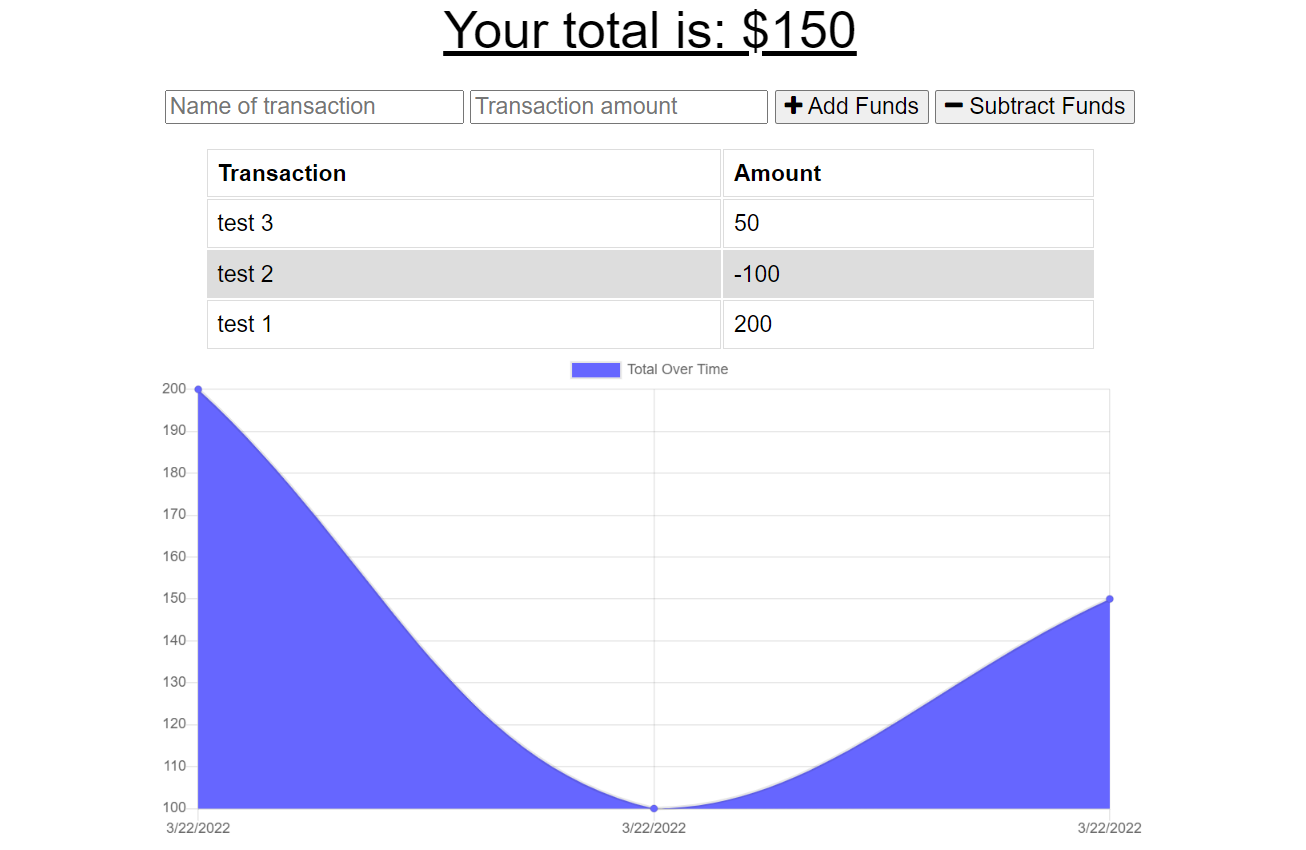 Your total is: $150
Name of transaction Transaction amount + Add Funds − Subtract Funds
Transaction Amount
test 3 50
test 2 -100
test 1 200
Total Over Time
200
190
180
170
160
150
140
130
120
110
100
3/22/2022 3/22/2022 3/22/2022